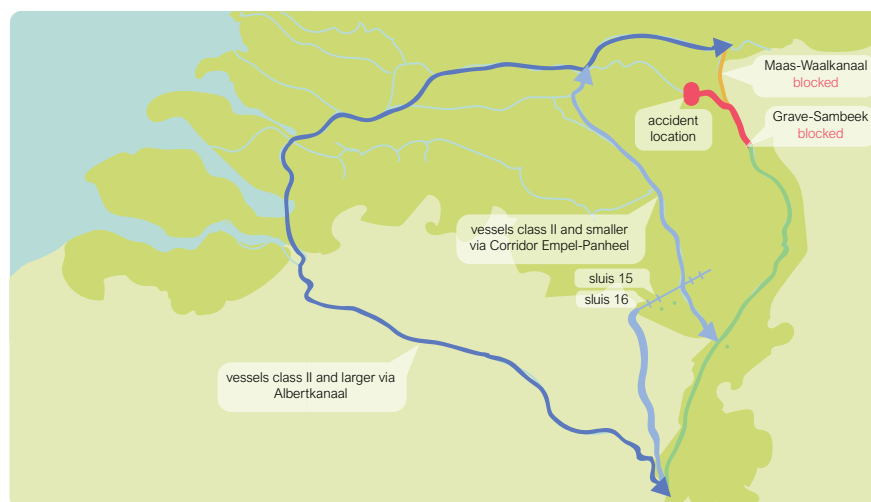 Maas-Waalkanaal
blocked
accident
location
Grave-Sambeek
blocked
vessels class II and smaller
via Corridor Empel-Panheel
sluis 15
sluis 16
vessels class II and larger via
Albertkanaal